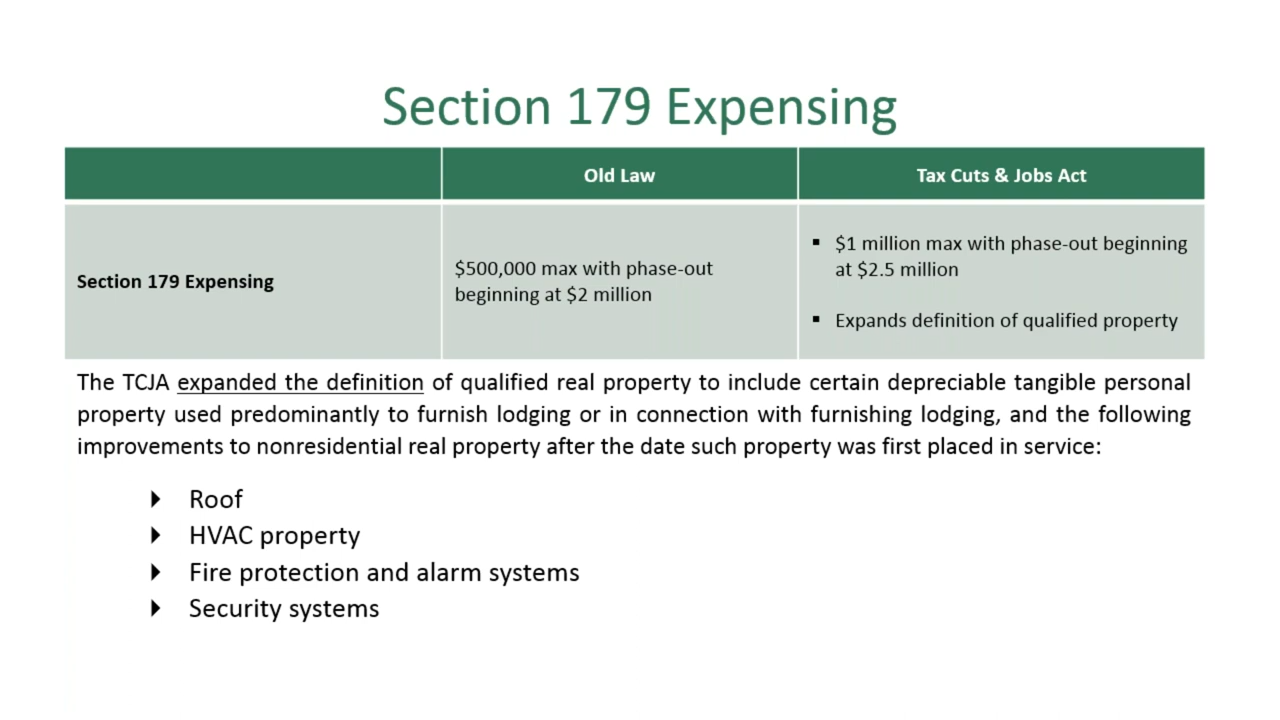 Section 179 Expensing
Old Law
Tax Cuts & Jobs Act
Section 179 Expensing
$500,000 max with phase-out
beginning at $2 million
▪ $1 million max with phase-out beginning
at $2.5 million
▪ Expands definition of qualified property
The TCJA expanded the definition of qualified real property to include certain depreciable tangible personal
property used predominantly to furnish lodging or in connection with furnishing lodging, and the following
improvements to nonresidential real property after the date such property was first placed in service:
Roof
HVAC property
Fire protection and alarm systems
Security systems